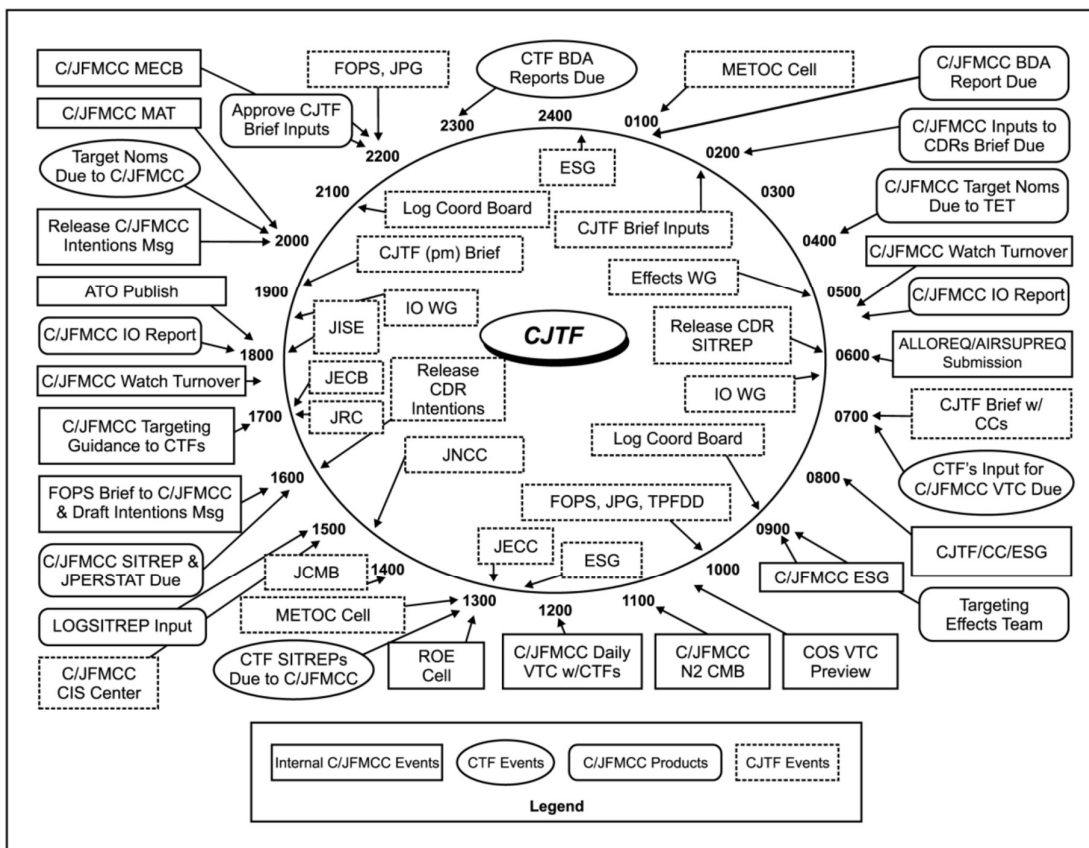 C/JFMCC MECB
FOPS, JPG
CTF BDA
Reports Due
METOC Cell
C/JFMCC BDA
Report Due
C/JFMCC MAT
Approve CJTF
Brief Inputs
2300
2400
0100
C/JFMCC Inputs to
CDRs Brief Due
Target Noms
Due to C/JFMCC
2200
0200
ESG
2100
0300
C/JFMCC Target Noms
Due to TET
Release C/JFMCC
Intentions Msg
2000
Log Coord Board
CJTF Brief Inputs
0400
CJTF (pm) Brief
C/JFMCC Watch Turnover
ATO Publish
1900
IO WG
Effects WG
0500
C/JFMCC IO Report
C/JFMCC IO Report
1800
JISE
CJTF
Release CDR
SITREP
0600
ALLOREQ/AIRSUPREQ
Submission
C/JFMCC Watch Turnover
JECB
Release
CDR
Intentions
IO WG
C/JFMCC Targeting
Guidance to CTFs
1700
JRC
0700
CJTF Brief w/
CCs
JNCC
Log Coord Board
CTF's Input for
C/JFMCC VTC Due
FOPS Brief to C/JFMCC
& Draft Intentions Msg
1600
FOPS, JPG, TPFDD
0800
C/JFMCC SITREP &
JPERSTAT Due
1500
JECC
ESG
0900
CJTF/CC/ESG
JCMB
1400
1000
C/JFMCC ESG
LOGSITREP Input
METOC Cell
1300
1200
1100
Targeting
Effects Team
C/JFMCC
CIS Center
CTF SITREPs
Due to C/JFMCC
ROE
Cell
C/JFMCC Daily
VTC w/CTFs
C/JFMCC
N2 CMB
COS VTC
Preview
Internal C/JFMCC Events
CTF Events
C/JFMCC Products
CJTF Events
Legend